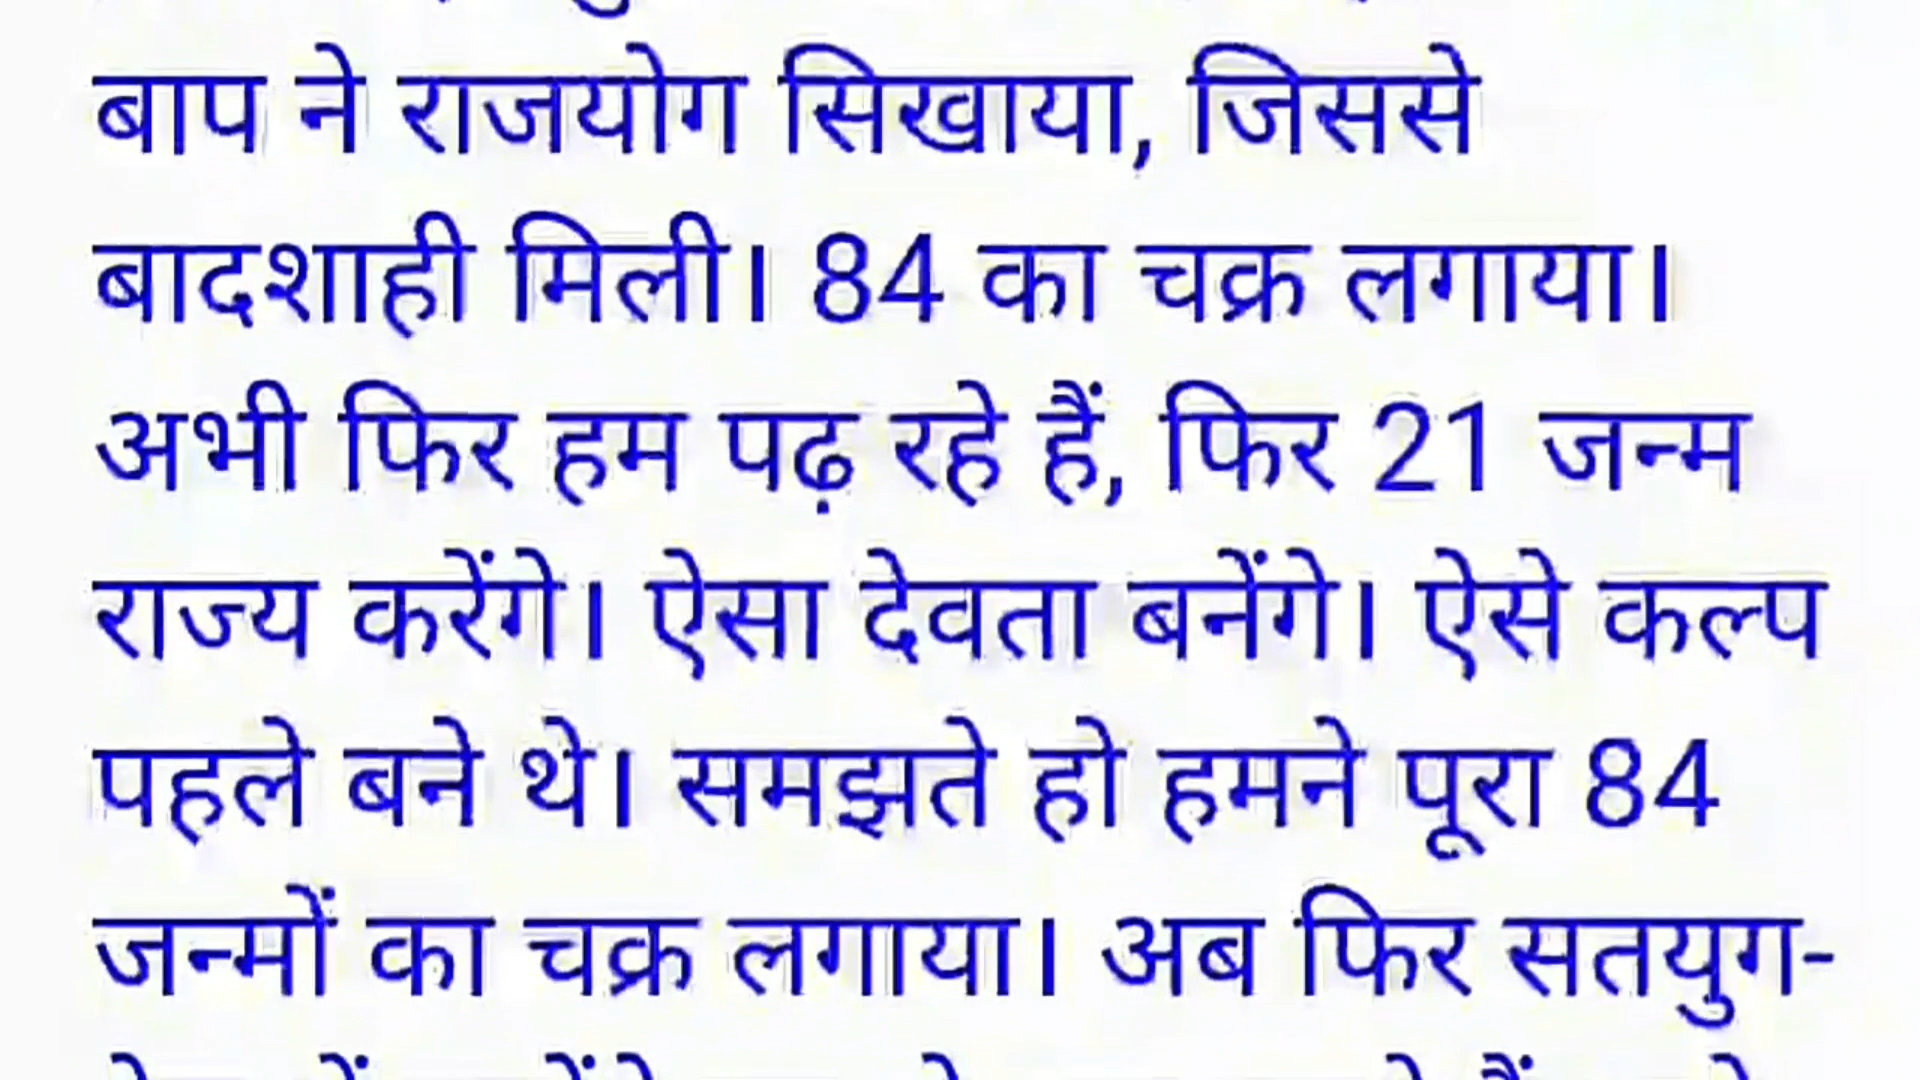 बाप ने राजयोग सिखाया, जिससे
बादशाही मिली। 84 का चक्र लगाया।
अभी फिर हम पढ़ रहे हैं, फिर 21 जन्म
राज्य करेंगे। ऐसा देवता बनेंगे। ऐसे कल्प
पहले बने थे। समझते हो हमने पूरा 84
जन्मों का चक्र लगाया। अब फिर सतयुग-